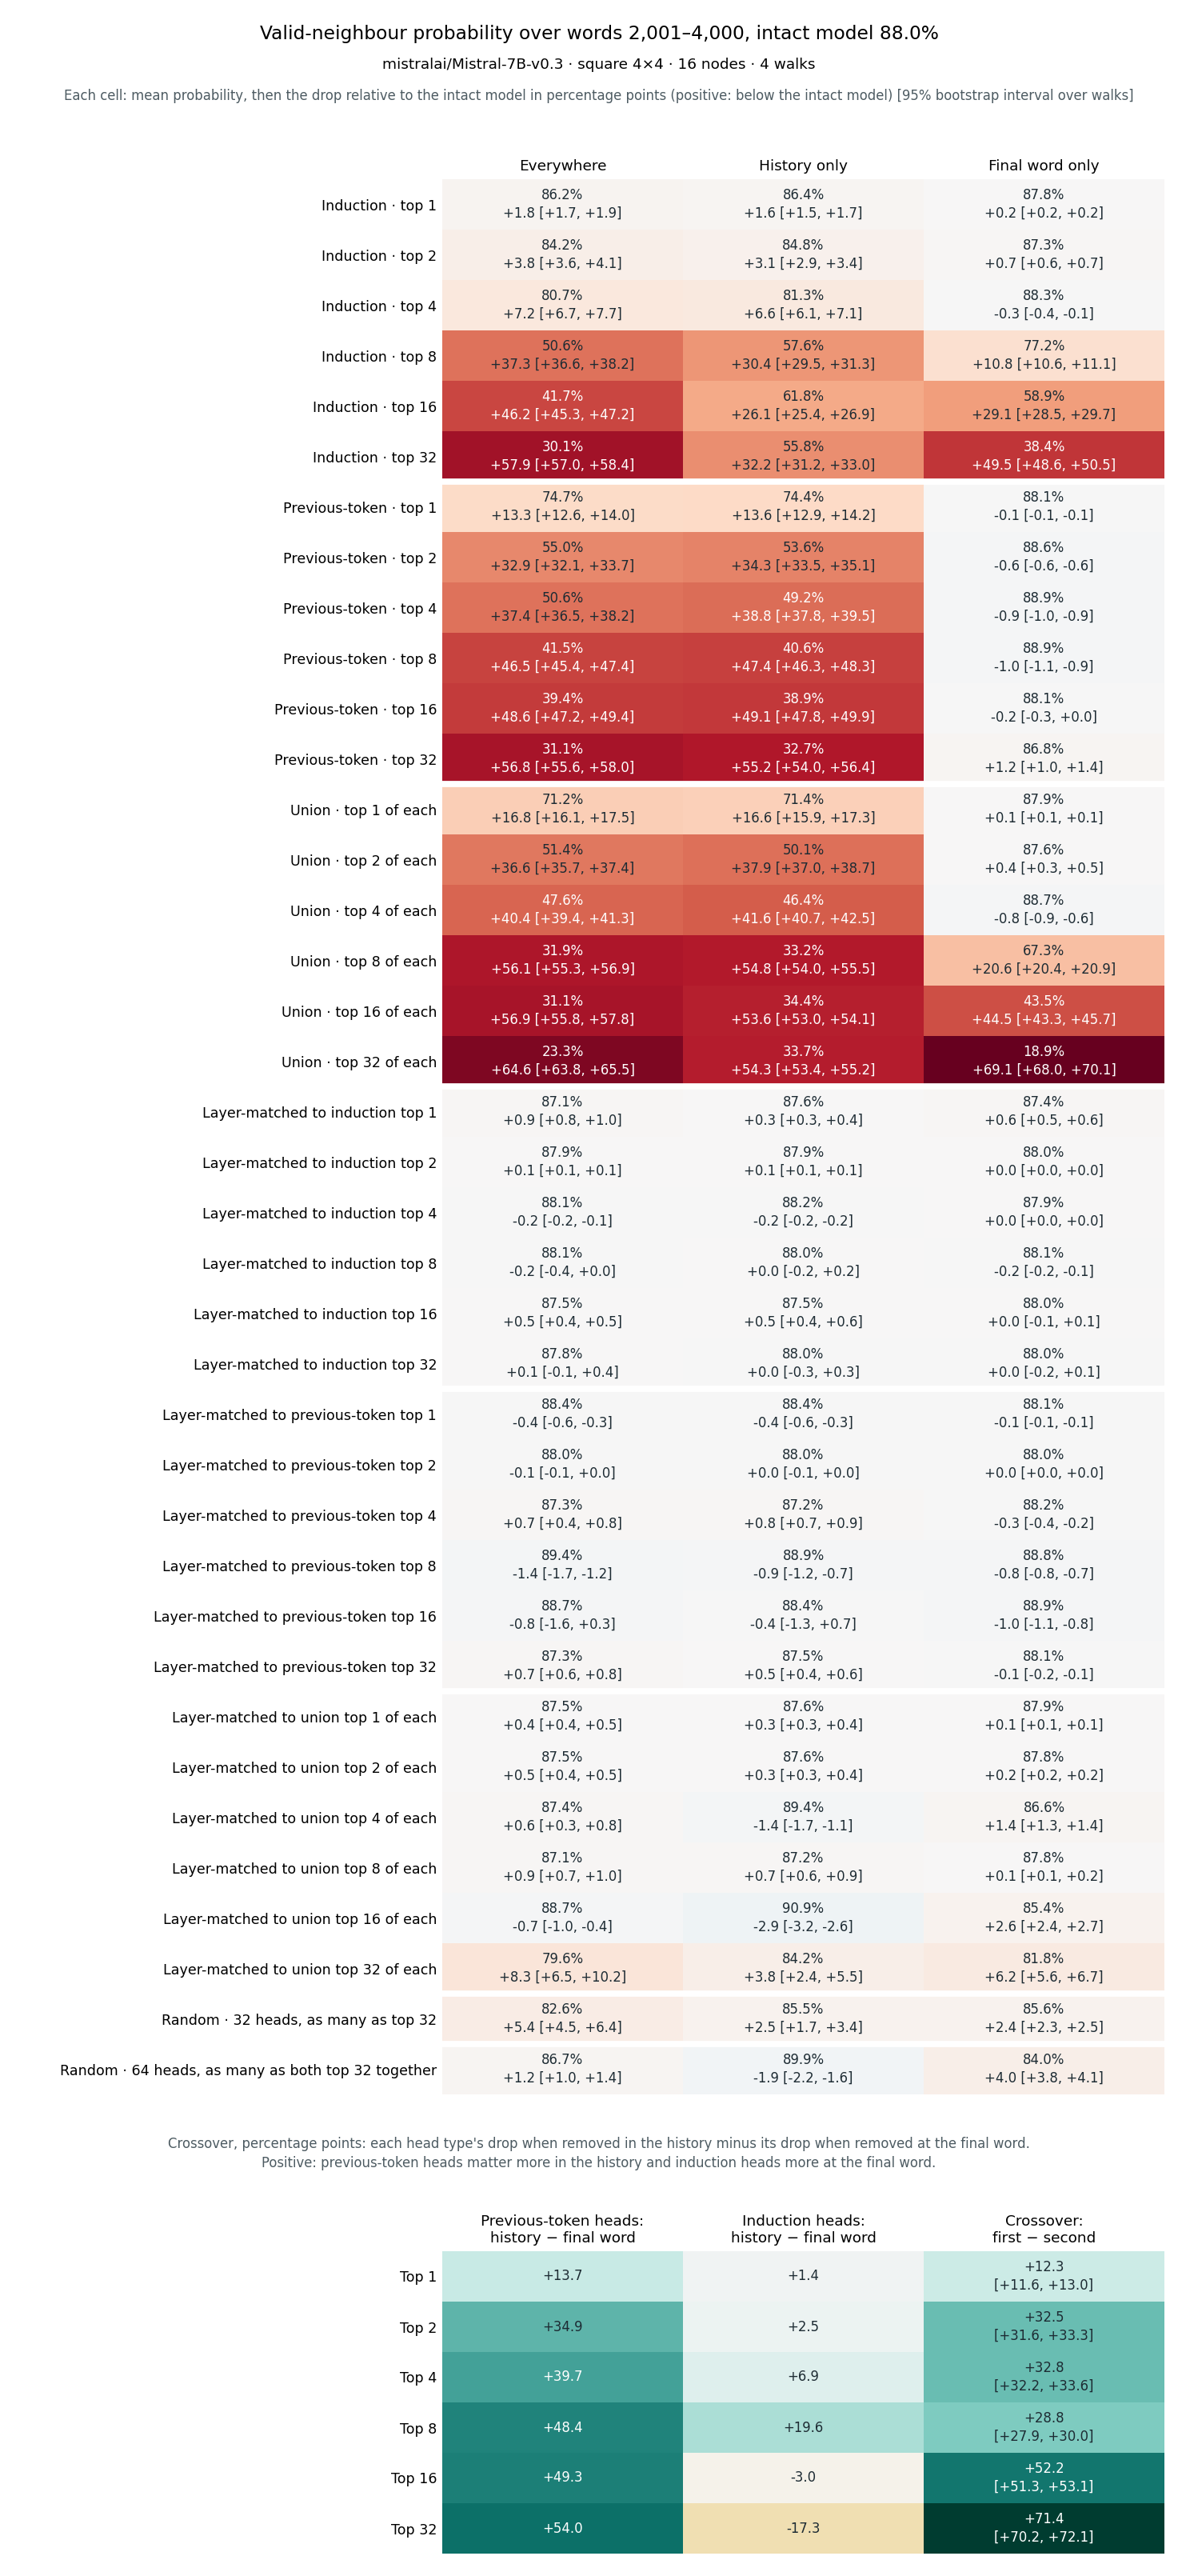 Valid-neighbour probability over words 2,001–4,000, intact model 88.0%
mistralai/Mistral-7B-v0.3 · square 4×4 · 16 nodes · 4 walks
Each cell: mean probability, then the drop relative to the intact model in percentage points (positive: below the intact model) [95% bootstrap interval over walks]
Everywhere History only Final word only
86.2% 86.4% 87.8%
Induction · top 1
+1.8 [+1.7, +1.9] +1.6 [+1.5, +1.7] +0.2 [+0.2, +0.2]
84.2% 84.8% 87.3%
Induction · top 2
+3.8 [+3.6, +4.1] +3.1 [+2.9, +3.4] +0.7 [+0.6, +0.7]
80.7% 81.3% 88.3%
Induction · top 4
+7.2 [+6.7, +7.7] +6.6 [+6.1, +7.1] -0.3 [-0.4, -0.1]
50.6% 57.6% 77.2%
Induction · top 8
+37.3 [+36.6, +38.2] +30.4 [+29.5, +31.3] +10.8 [+10.6, +11.1]
41.7% 61.8% 58.9%
Induction · top 16
+46.2 [+45.3, +47.2] +26.1 [+25.4, +26.9] +29.1 [+28.5, +29.7]
30.1% 55.8% 38.4%
Induction · top 32
+57.9 [+57.0, +58.4] +32.2 [+31.2, +33.0] +49.5 [+48.6, +50.5]
74.7% 74.4% 88.1%
Previous-token · top 1
+13.3 [+12.6, +14.0] +13.6 [+12.9, +14.2] -0.1 [-0.1, -0.1]
55.0% 53.6% 88.6%
Previous-token · top 2
+32.9 [+32.1, +33.7] +34.3 [+33.5, +35.1] -0.6 [-0.6, -0.6]
50.6% 49.2% 88.9%
Previous-token · top 4
+37.4 [+36.5, +38.2] +38.8 [+37.8, +39.5] -0.9 [-1.0, -0.9]
41.5% 40.6% 88.9%
Previous-token · top 8
+46.5 [+45.4, +47.4] +47.4 [+46.3, +48.3] -1.0 [-1.1, -0.9]
39.4% 38.9% 88.1%
Previous-token · top 16
+48.6 [+47.2, +49.4] +49.1 [+47.8, +49.9] -0.2 [-0.3, +0.0]
31.1% 32.7% 86.8%
Previous-token · top 32
+56.8 [+55.6, +58.0] +55.2 [+54.0, +56.4] +1.2 [+1.0, +1.4]
71.2% 71.4% 87.9%
Union · top 1 of each
+16.8 [+16.1, +17.5] +16.6 [+15.9, +17.3] +0.1 [+0.1, +0.1]
51.4% 50.1% 87.6%
Union · top 2 of each
+36.6 [+35.7, +37.4] +37.9 [+37.0, +38.7] +0.4 [+0.3, +0.5]
47.6% 46.4% 88.7%
Union · top 4 of each
+40.4 [+39.4, +41.3] +41.6 [+40.7, +42.5] -0.8 [-0.9, -0.6]
31.9% 33.2% 67.3%
Union · top 8 of each
+56.1 [+55.3, +56.9] +54.8 [+54.0, +55.5] +20.6 [+20.4, +20.9]
31.1% 34.4% 43.5%
Union · top 16 of each
+56.9 [+55.8, +57.8] +53.6 [+53.0, +54.1] +44.5 [+43.3, +45.7]
23.3% 33.7% 18.9%
Union · top 32 of each
+64.6 [+63.8, +65.5] +54.3 [+53.4, +55.2] +69.1 [+68.0, +70.1]
87.1% 87.6% 87.4%
Layer-matched to induction top 1
+0.9 [+0.8, +1.0] +0.3 [+0.3, +0.4] +0.6 [+0.5, +0.6]
87.9% 87.9% 88.0%
Layer-matched to induction top 2
+0.1 [+0.1, +0.1] +0.1 [+0.1, +0.1] +0.0 [+0.0, +0.0]
88.1% 88.2% 87.9%
Layer-matched to induction top 4
-0.2 [-0.2, -0.1] -0.2 [-0.2, -0.2] +0.0 [+0.0, +0.0]
88.1% 88.0% 88.1%
Layer-matched to induction top 8
-0.2 [-0.4, +0.0] +0.0 [-0.2, +0.2] -0.2 [-0.2, -0.1]
87.5% 87.5% 88.0%
Layer-matched to induction top 16
+0.5 [+0.4, +0.5] +0.5 [+0.4, +0.6] +0.0 [-0.1, +0.1]
87.8% 88.0% 88.0%
Layer-matched to induction top 32
+0.1 [-0.1, +0.4] +0.0 [-0.3, +0.3] +0.0 [-0.2, +0.1]
88.4% 88.4% 88.1%
Layer-matched to previous-token top 1
-0.4 [-0.6, -0.3] -0.4 [-0.6, -0.3] -0.1 [-0.1, -0.1]
88.0% 88.0% 88.0%
Layer-matched to previous-token top 2
-0.1 [-0.1, +0.0] +0.0 [-0.1, +0.0] +0.0 [+0.0, +0.0]
87.3% 87.2% 88.2%
Layer-matched to previous-token top 4
+0.7 [+0.4, +0.8] +0.8 [+0.7, +0.9] -0.3 [-0.4, -0.2]
89.4% 88.9% 88.8%
Layer-matched to previous-token top 8
-1.4 [-1.7, -1.2] -0.9 [-1.2, -0.7] -0.8 [-0.8, -0.7]
88.7% 88.4% 88.9%
Layer-matched to previous-token top 16
-0.8 [-1.6, +0.3] -0.4 [-1.3, +0.7] -1.0 [-1.1, -0.8]
87.3% 87.5% 88.1%
Layer-matched to previous-token top 32
+0.7 [+0.6, +0.8] +0.5 [+0.4, +0.6] -0.1 [-0.2, -0.1]
87.5% 87.6% 87.9%
Layer-matched to union top 1 of each
+0.4 [+0.4, +0.5] +0.3 [+0.3, +0.4] +0.1 [+0.1, +0.1]
87.5% 87.6% 87.8%
Layer-matched to union top 2 of each
+0.5 [+0.4, +0.5] +0.3 [+0.3, +0.4] +0.2 [+0.2, +0.2]
87.4% 89.4% 86.6%
Layer-matched to union top 4 of each
+0.6 [+0.3, +0.8] -1.4 [-1.7, -1.1] +1.4 [+1.3, +1.4]
87.1% 87.2% 87.8%
Layer-matched to union top 8 of each
+0.9 [+0.7, +1.0] +0.7 [+0.6, +0.9] +0.1 [+0.1, +0.2]
88.7% 90.9% 85.4%
Layer-matched to union top 16 of each
-0.7 [-1.0, -0.4] -2.9 [-3.2, -2.6] +2.6 [+2.4, +2.7]
79.6% 84.2% 81.8%
Layer-matched to union top 32 of each
+8.3 [+6.5, +10.2] +3.8 [+2.4, +5.5] +6.2 [+5.6, +6.7]
82.6% 85.5% 85.6%
Random · 32 heads, as many as top 32
+5.4 [+4.5, +6.4] +2.5 [+1.7, +3.4] +2.4 [+2.3, +2.5]
86.7% 89.9% 84.0%
Random · 64 heads, as many as both top 32 together
+1.2 [+1.0, +1.4] -1.9 [-2.2, -1.6] +4.0 [+3.8, +4.1]
Crossover, percentage points: each head type's drop when removed in the history minus its drop when removed at the final word.
Positive: previous-token heads matter more in the history and induction heads more at the final word.
Previous-token heads: Induction heads: Crossover:
history − final word history − final word first − second
+12.3
Top 1 +13.7 +1.4
[+11.6, +13.0]
+32.5
Top 2 +34.9 +2.5
[+31.6, +33.3]
+32.8
Top 4 +39.7 +6.9
[+32.2, +33.6]
+28.8
Top 8 +48.4 +19.6
[+27.9, +30.0]
+52.2
Top 16 +49.3 -3.0
[+51.3, +53.1]
+71.4
Top 32 +54.0 -17.3
[+70.2, +72.1]